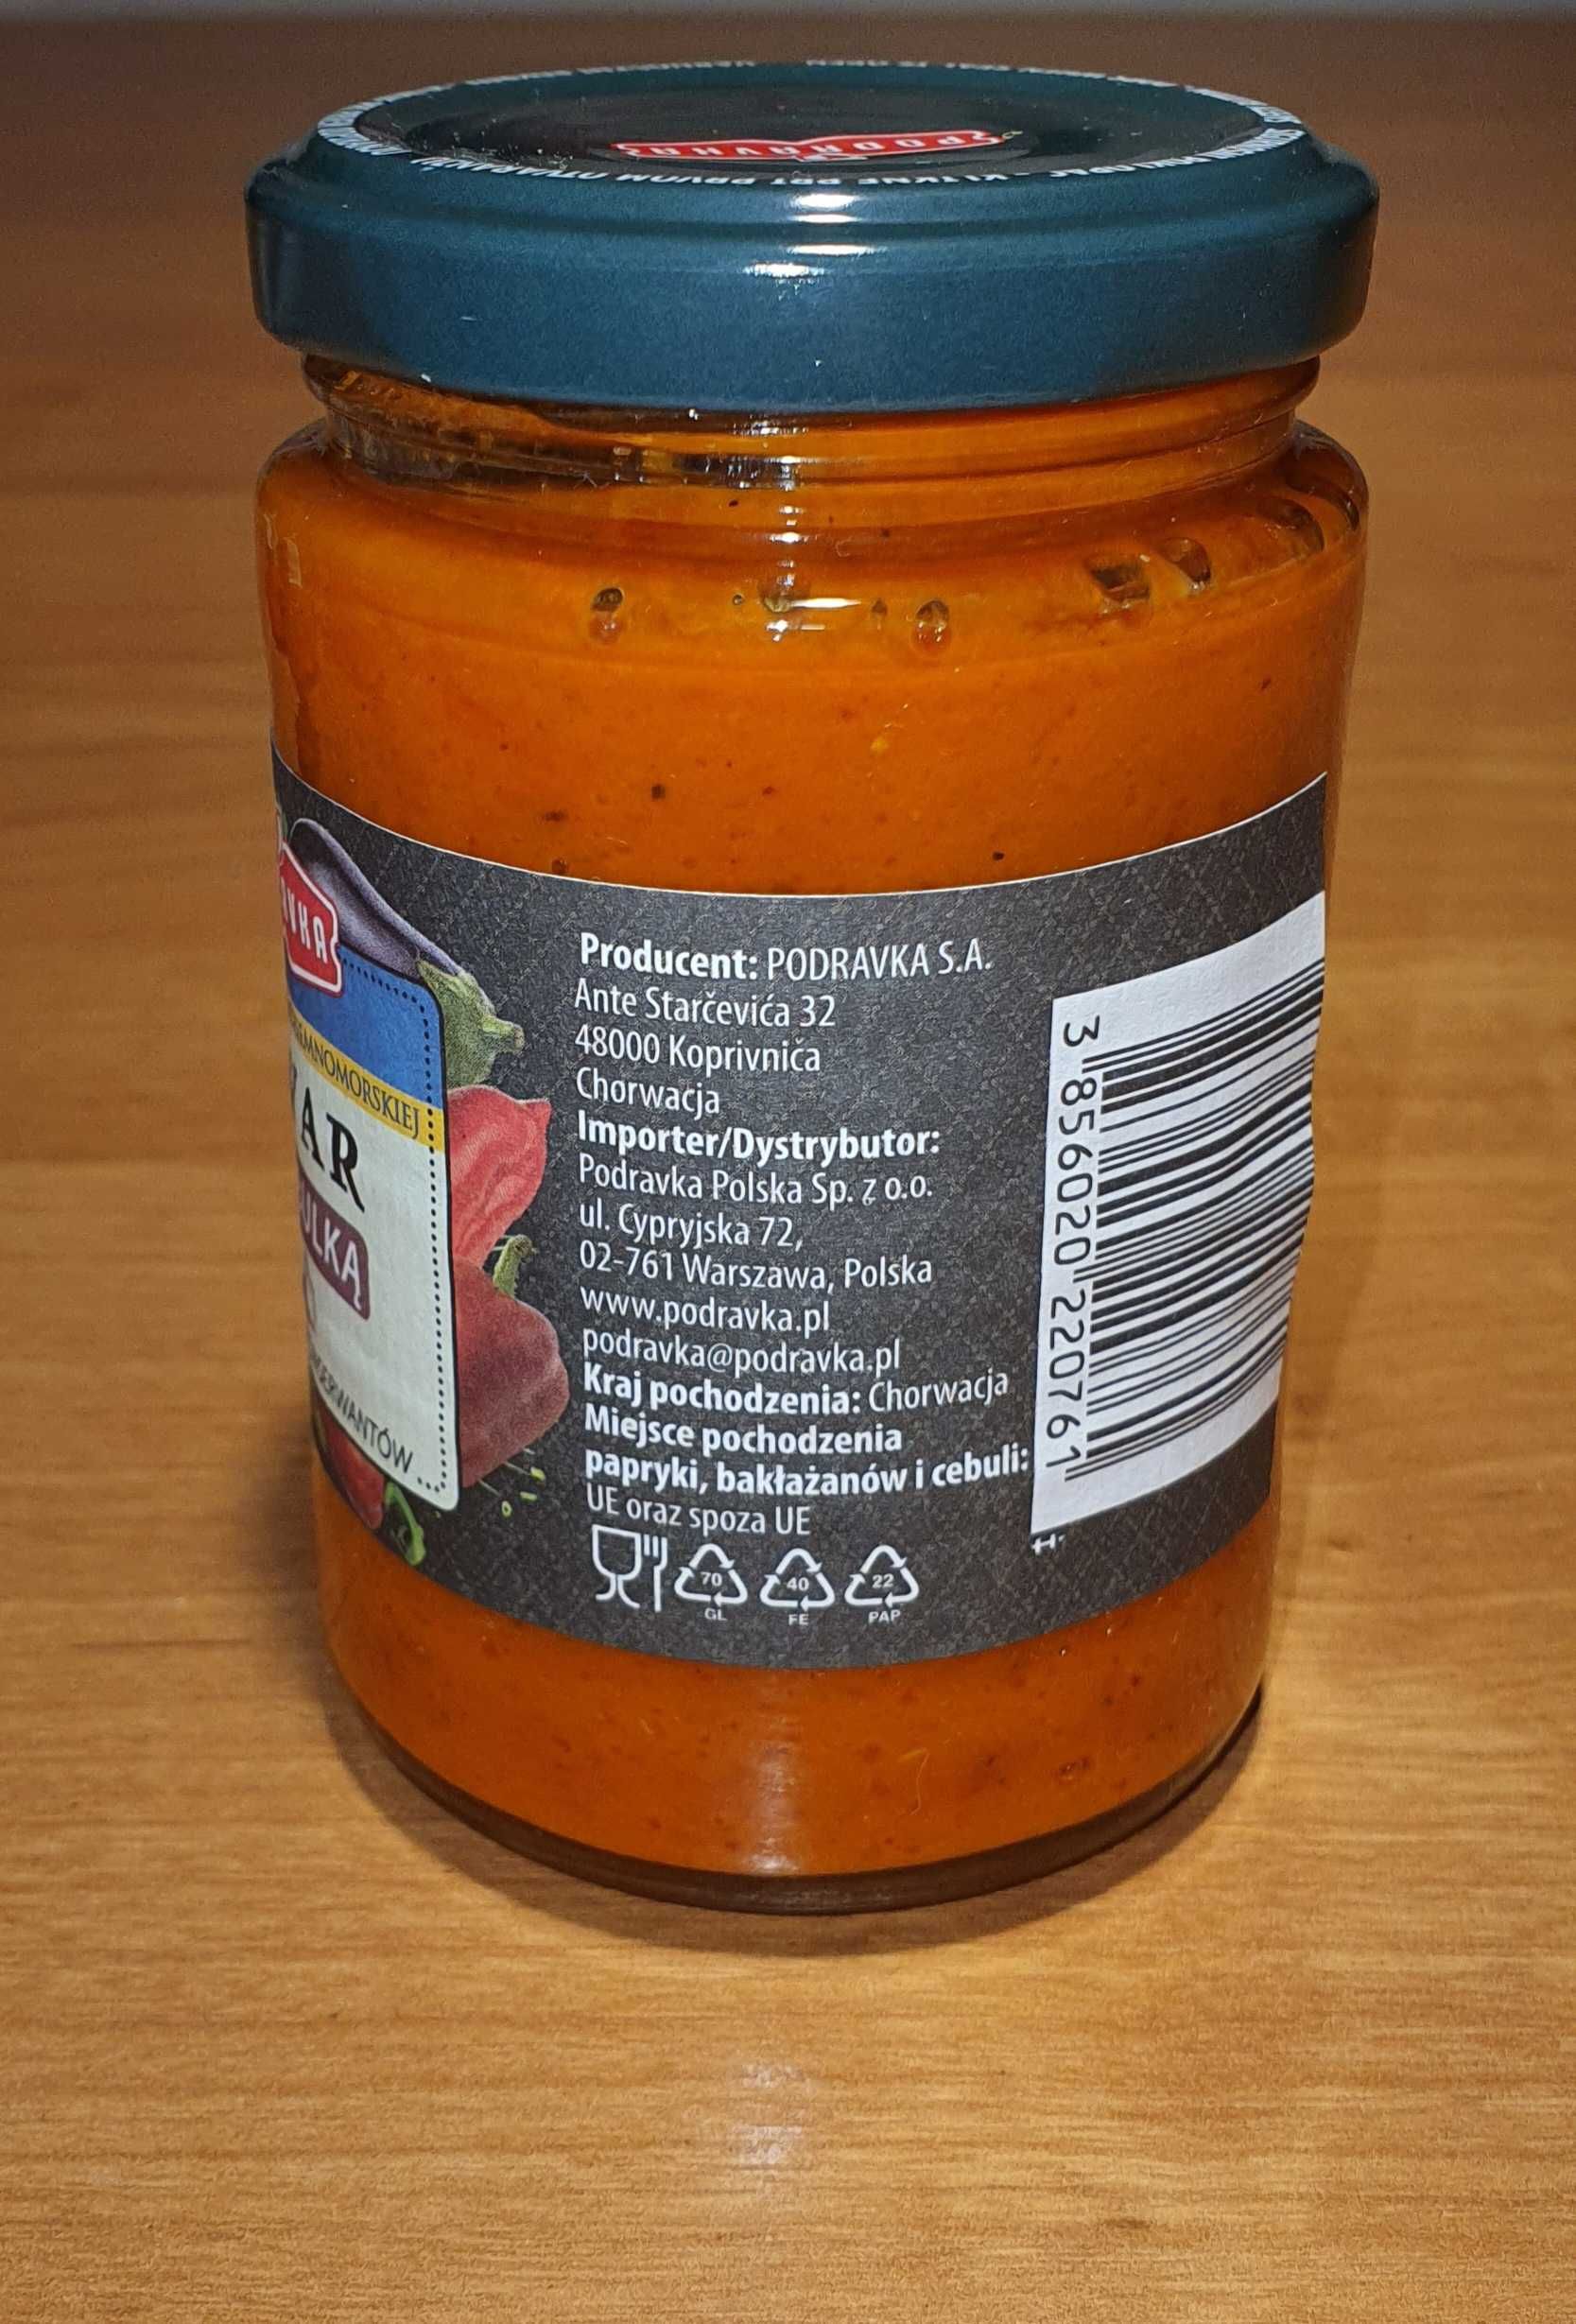 PODRAVKA
Producent: PODRAVKA S.A.
Ante Starčevića 32
48000 Koprivnica
Chorwacja
Importer/Dystrybutor:
Podravka Polska Sp. z o.o.
ul. Cypryjska 72,
02-761 Warszawa, Polska
www.podravka.pl
podravka@podravka.pl
Kraj pochodzenia: Chorwacja
Miejsce pochodzenia
papryki, bakłażanów i cebuli:
UE oraz spoza UE
70 40 22
GL FE PAP
3 856020 220761